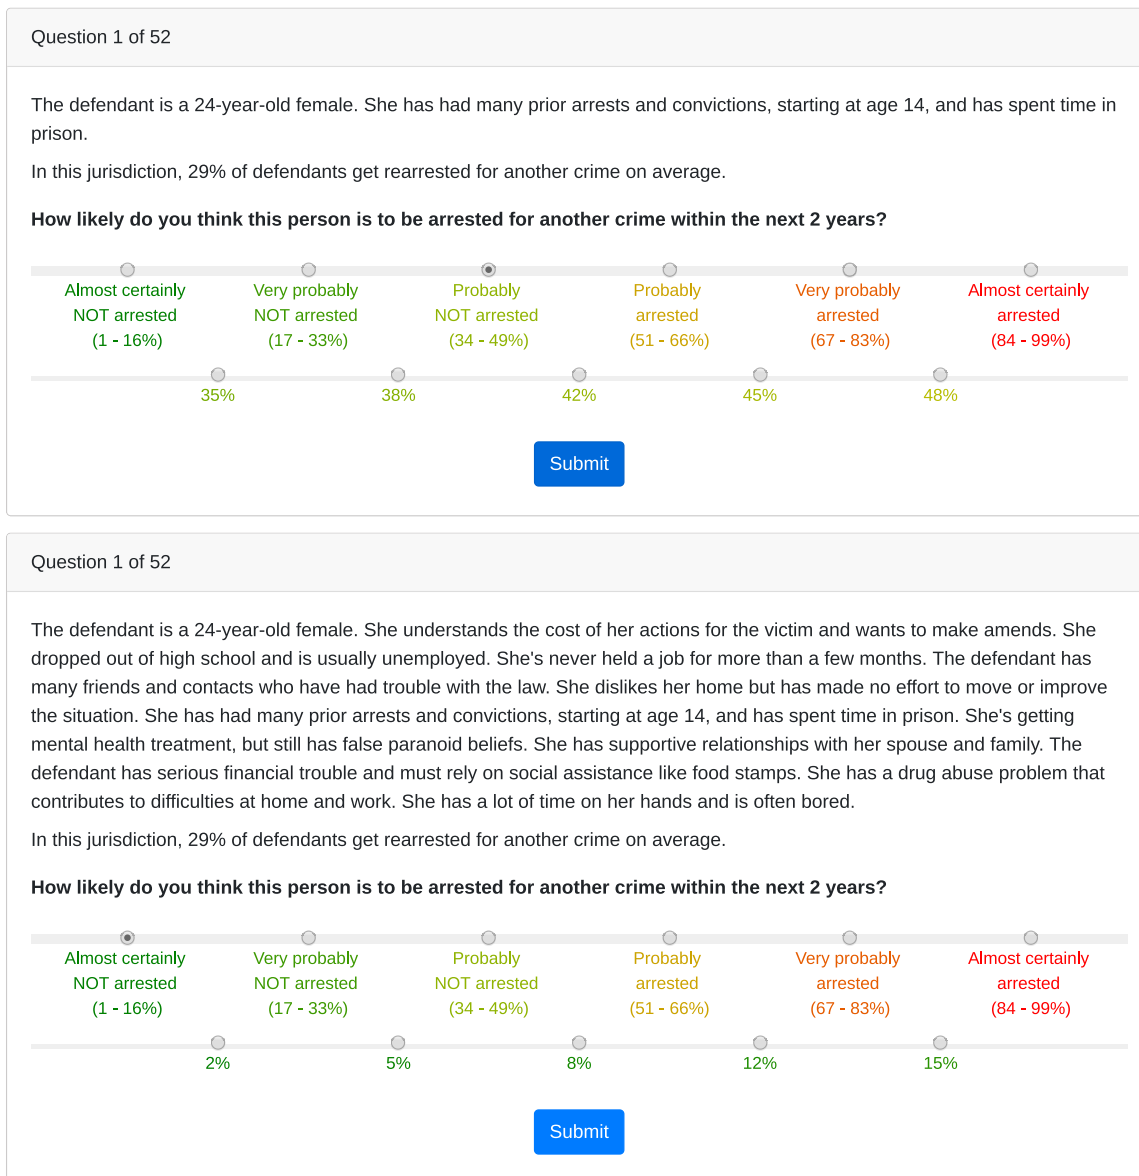 Question 1 of 52
The defendant is a 24-year-old female. She has had many prior arrests and convictions, starting at age 14, and has spent time in
prison.
In this jurisdiction, 29% of defendants get rearrested for another crime on average.
How likely do you think this person is to be arrested for another crime within the next 2 years?
Almost certainly Very probably Probably Probably Very probably Almost certainly
NOT arrested NOT arrested NOT arrested arrested arrested arrested
(1 - 16%) (17 - 33%) (34 - 49%) (51 - 66%) (67 - 83%) (84 - 99%)
35% 38% 42% 45% 48%
Submit
Question 1 of 52
The defendant is a 24-year-old female. She understands the cost of her actions for the victim and wants to make amends. She
dropped out of high school and is usually unemployed. She's never held a job for more than a few months. The defendant has
many friends and contacts who have had trouble with the law. She dislikes her home but has made no effort to move or improve
the situation. She has had many prior arrests and convictions, starting at age 14, and has spent time in prison. She's getting
mental health treatment, but still has false paranoid beliefs. She has supportive relationships with her spouse and family. The
defendant has serious financial trouble and must rely on social assistance like food stamps. She has a drug abuse problem that
contributes to difficulties at home and work. She has a lot of time on her hands and is often bored.
In this jurisdiction, 29% of defendants get rearrested for another crime on average.
How likely do you think this person is to be arrested for another crime within the next 2 years?
Almost certainly Very probably Probably Probably Very probably Almost certainly
NOT arrested NOT arrested NOT arrested arrested arrested arrested
(1 - 16%) (17 - 33%) (34 - 49%) (51 - 66%) (67 - 83%) (84 - 99%)
2% 5% 8% 12% 15%
Submit